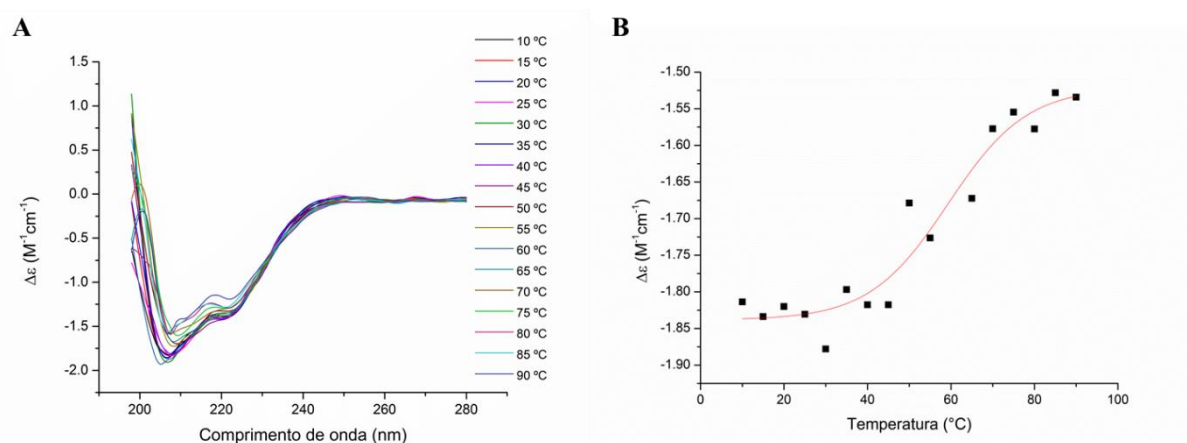 A
1.5
1.0
0.5
0.0
-0.5
-1.0
-1.5
-2.0
Δε (M-1cm-1)
200 220 240 260 280
Comprimento de onda (nm)
10 ºC
15 ºC
20 ºC
25 ºC
30 ºC
35 ºC
40 ºC
45 ºC
50 ºC
55 ºC
60 ºC
65 ºC
70 ºC
75 ºC
80 ºC
85 ºC
90 ºC
B
-1.50
-1.55
-1.60
-1.65
-1.70
-1.75
-1.80
-1.85
-1.90
Δε (M-1cm-1)
0 20 40 60 80 100
Temperatura (°C)